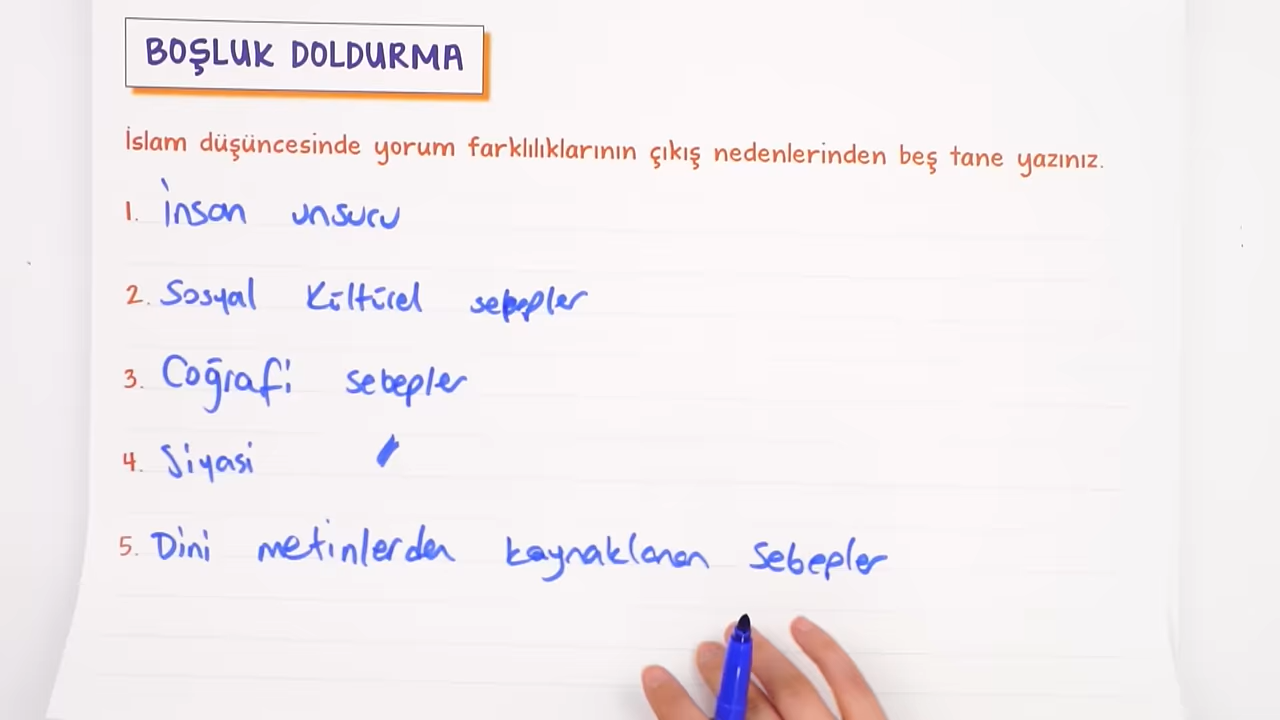 BOŞLUK DOLDURMA
İslam düşüncesinde yorum farklılıklarının çıkış nedenlerinden beş tane yazınız.
1. İnsan unsuru
2. Sosyal Kültürel sebepler
3. Coğrafi sebepler
4. Siyasi
5. Dini metinlerden kaynaklanan sebepler